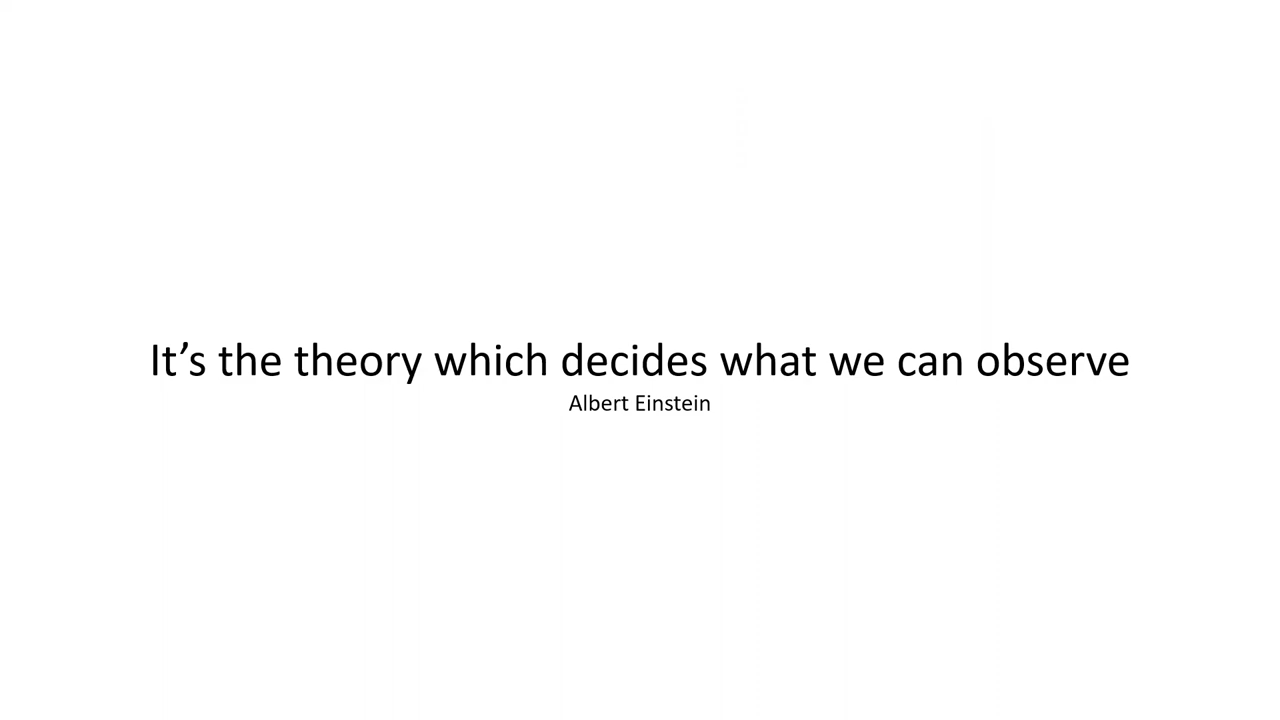 It’s the theory which decides what we can observe
Albert Einstein